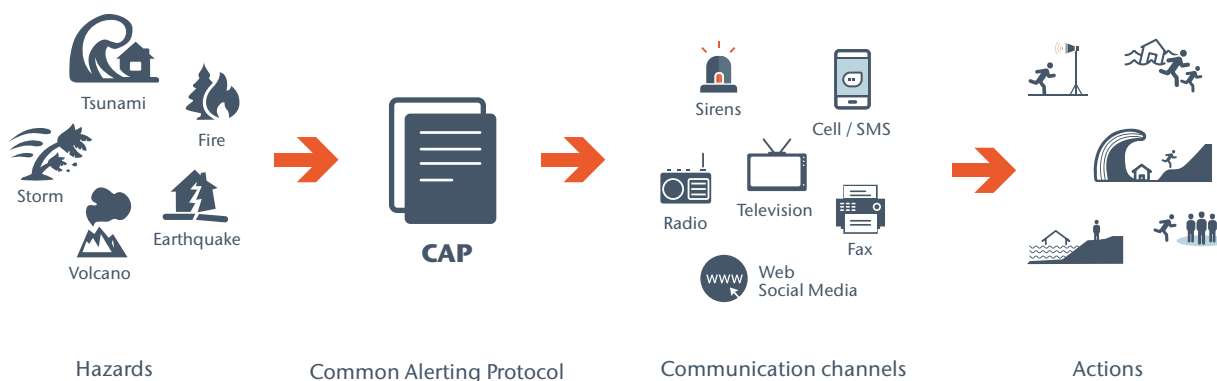 Tsunami
Fire
Storm
Volcano
Earthquake
Hazards
CAP
Common Alerting Protocol
Sirens
Cell / SMS
Radio
Television
Fax
www
Web
Social Media
Communication channels
Actions